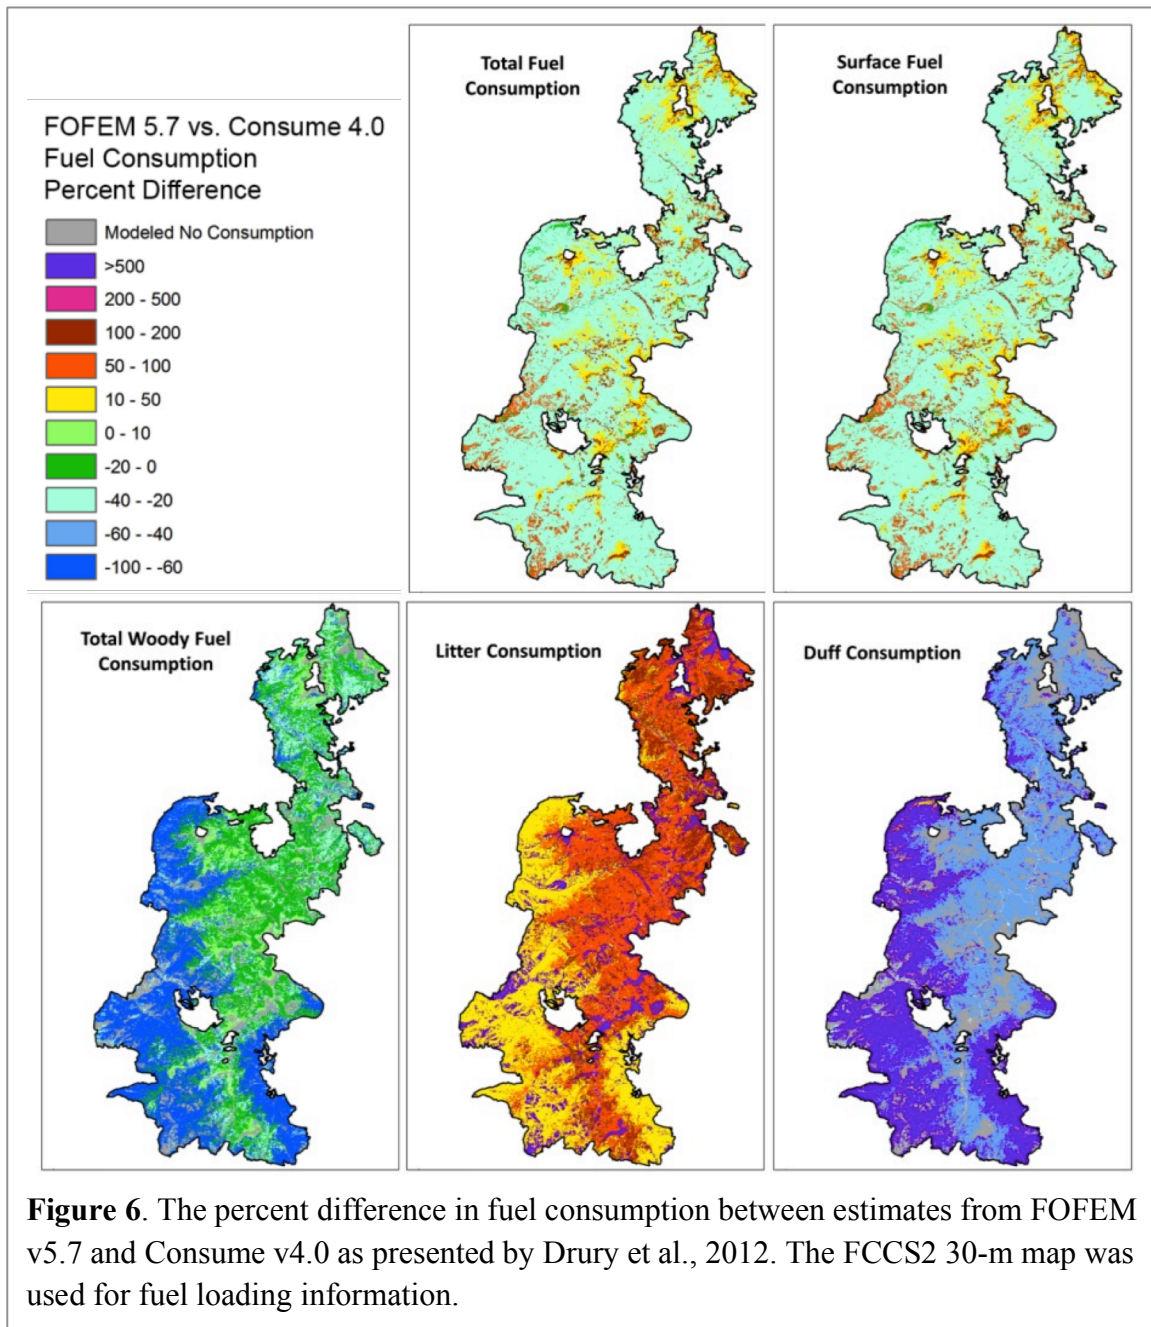 Total Fuel
Consumption
Surface Fuel
Consumption
FOFEM 5.7 vs. Consume 4.0
Fuel Consumption
Percent Difference
Modeled No Consumption
>500
200 - 500
100 - 200
50 - 100
10 - 50
0 - 10
-20 - 0
-40 - -20
-60 - -40
-100 - -60
Total Woody Fuel
Consumption
Litter Consumption
Duff Consumption
Figure 6. The percent difference in fuel consumption between estimates from FOFEM
v5.7 and Consume v4.0 as presented by Drury et al., 2012. The FCCS2 30-m map was
used for fuel loading information.